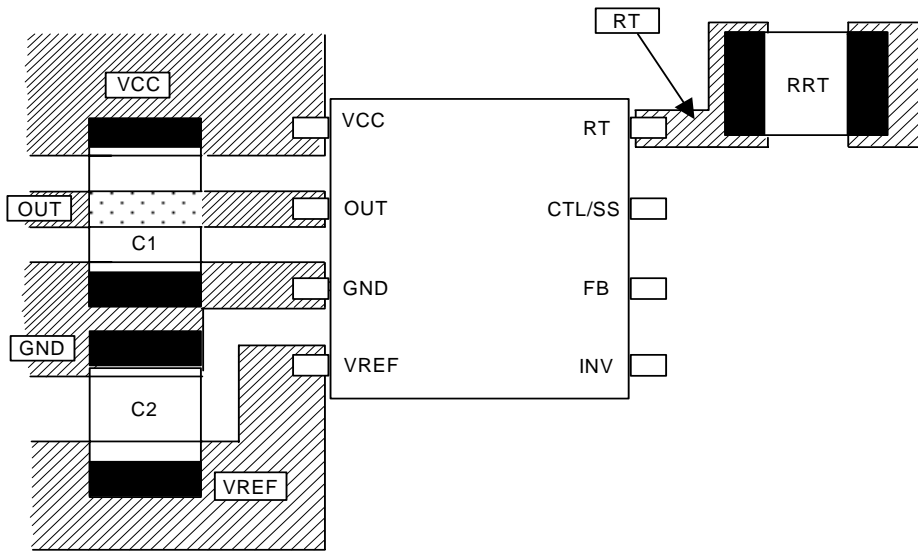 RT
VCC
RRT
VCC
RT
OUT
OUT
CTL/SS
C1
GND
FB
GND
VREF
INV
C2
VREF